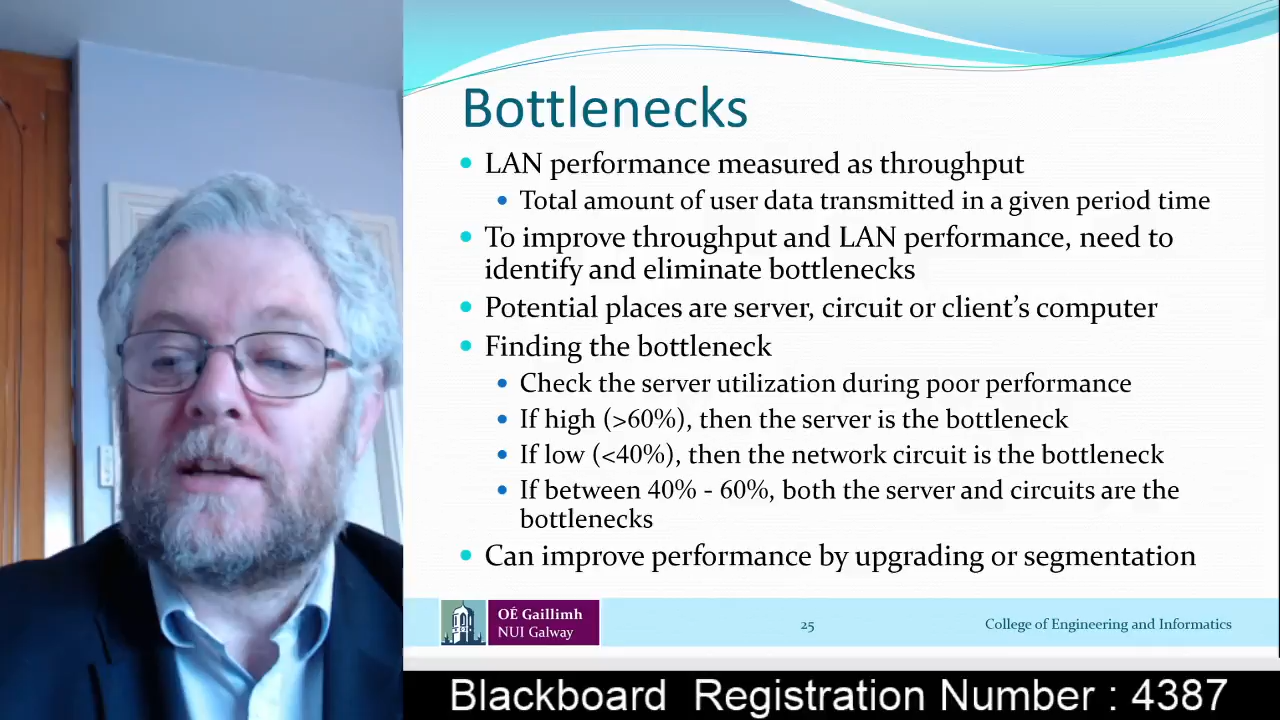 Bottlenecks
LAN performance measured as throughput
Total amount of user data transmitted in a given period time
To improve throughput and LAN performance, need to
identify and eliminate bottlenecks
Potential places are server, circuit or client's computer
Finding the bottleneck
Check the server utilization during poor performance
If high (>60%), then the server is the bottleneck
If low (<40%), then the network circuit is the bottleneck
If between 40% - 60%, both the server and circuits are the
bottlenecks
Can improve performance by upgrading or segmentation
OÉ Gaillimh
NUI Galway
25
College of Engineering and Informatics
Blackboard Registration Number : 4387